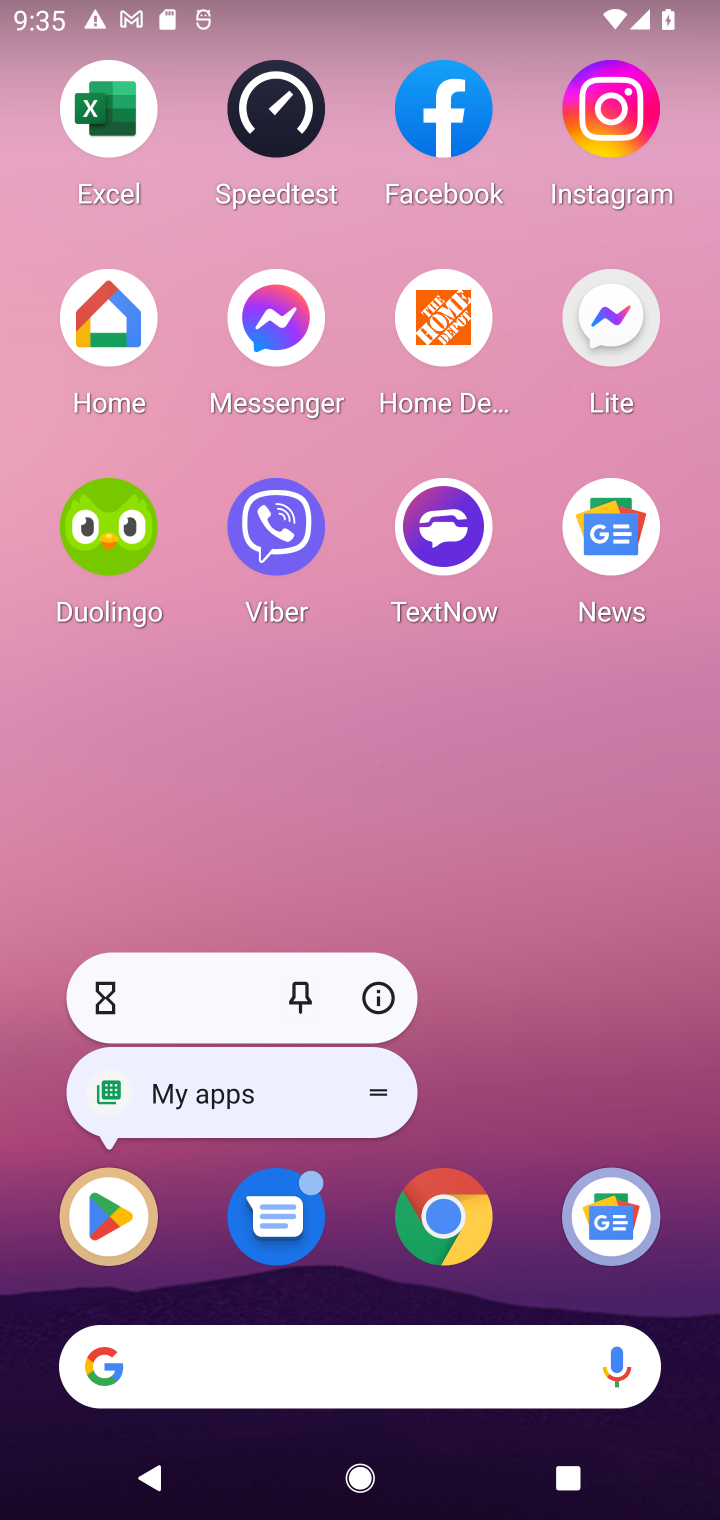 9:35
Excel Speedtest Facebook Instagram
Home Messenger Home De... Lite
Duolingo Viber TextNow News
My apps